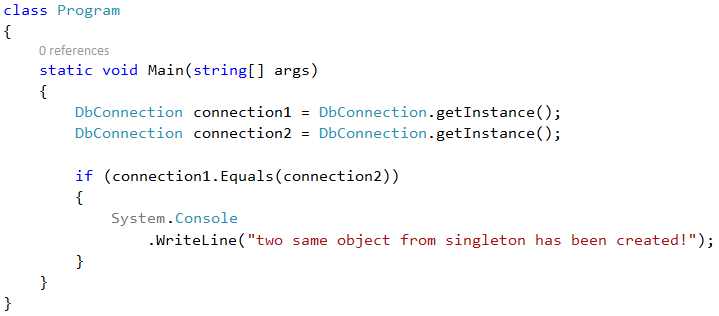 class Program
{
0 references
static void Main(string[] args)
{
DbConnection connection1 = DbConnection.getInstance();
DbConnection connection2 = DbConnection.getInstance();
if (connection1.Equals(connection2))
{
System.Console
.WriteLine("two same object from singleton has been created!");
}
}
}